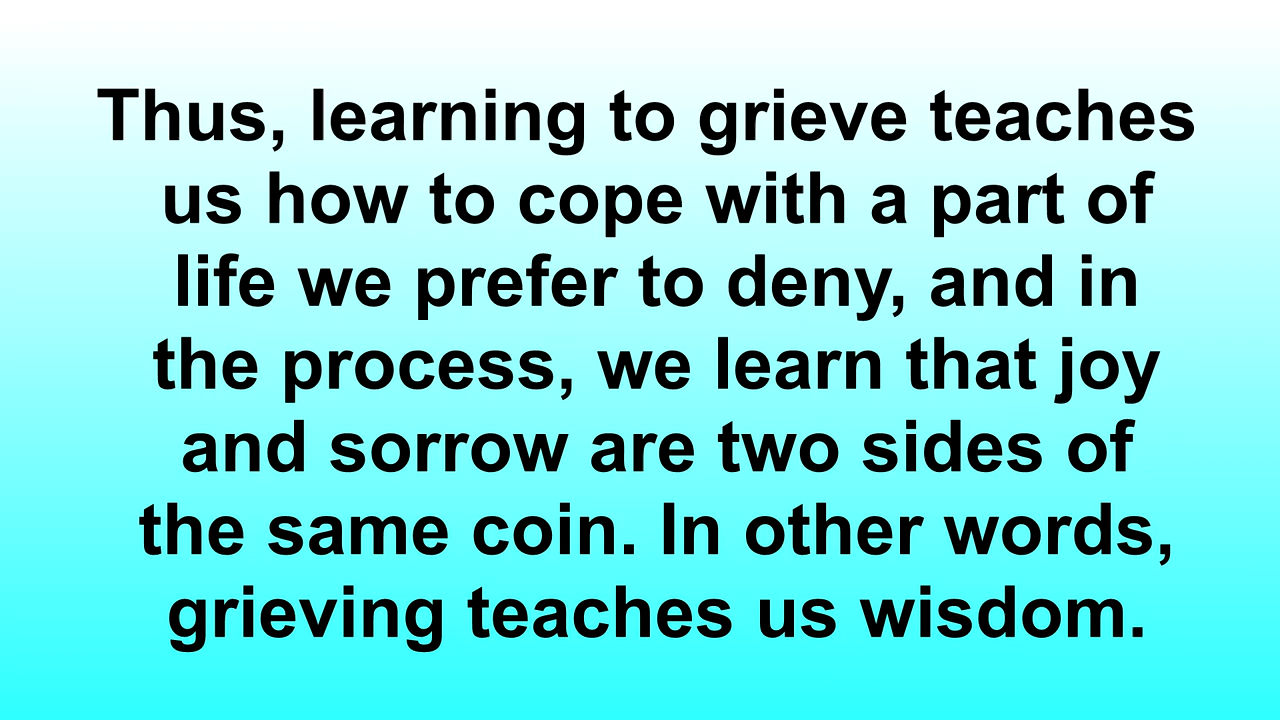 Thus, learning to grieve teaches
us how to cope with a part of
life we prefer to deny, and in
the process, we learn that joy
and sorrow are two sides of
the same coin. In other words,
grieving teaches us wisdom.